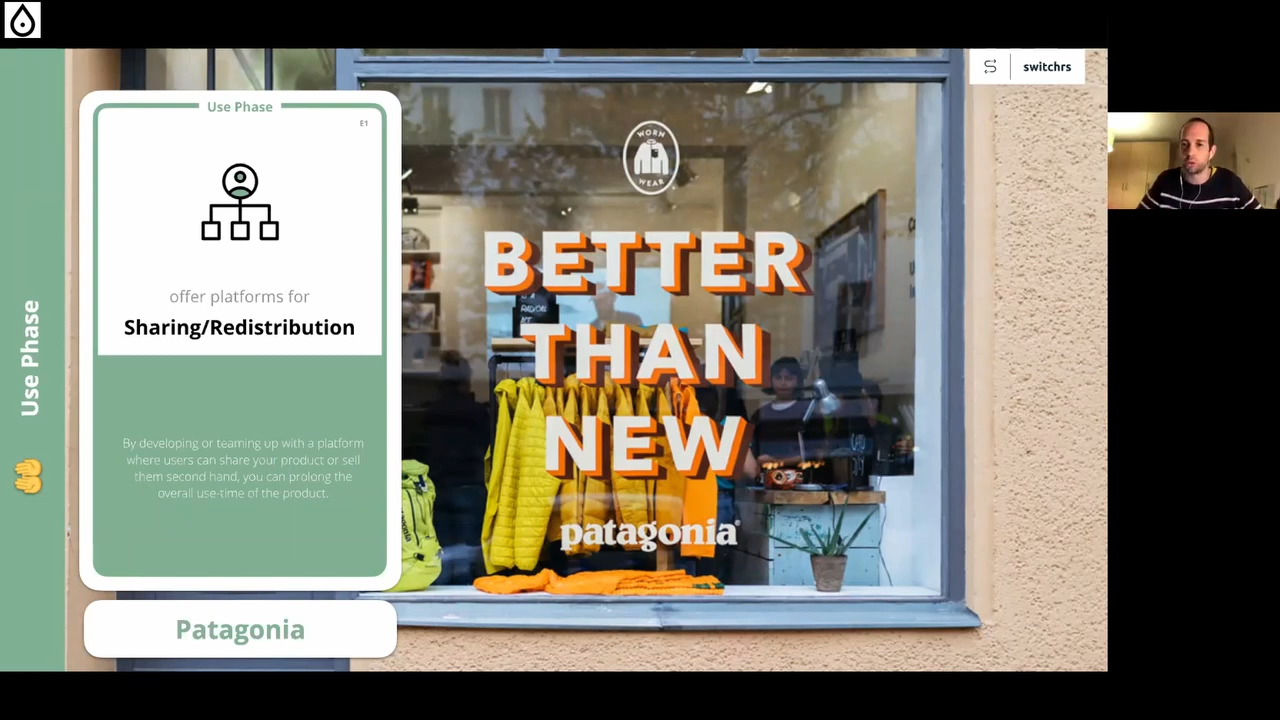 switchrs
Use Phase
Use Phase
E1
offer platforms for
Sharing/Redistribution
By developing or teaming up with a platform
where users can share your product or sell
them second hand, you can prolong the
overall use-time of the product.
Patagonia
WORN
WEAR
BETTER
THAN
NEW
patagonia